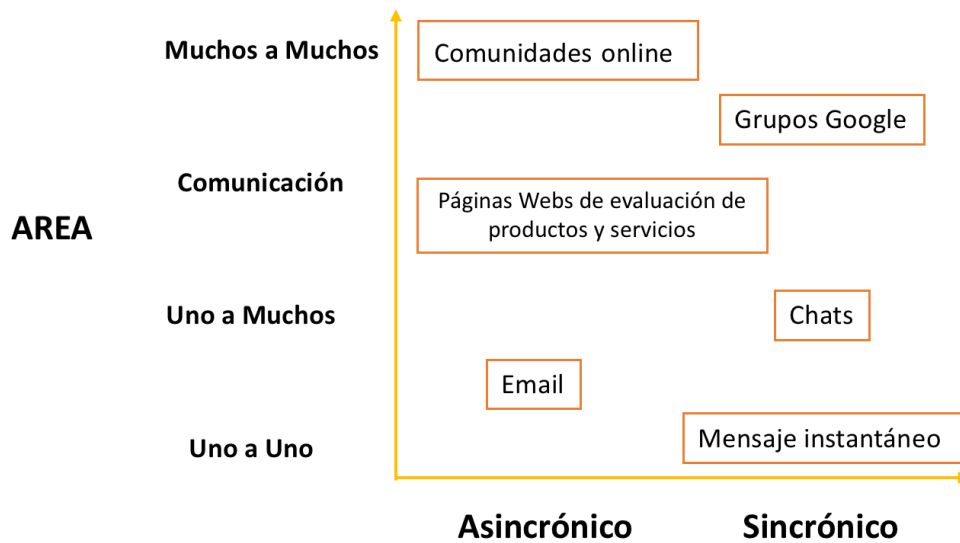 Muchos a Muchos
Comunidades online
Grupos Google
Comunicación
Páginas Webs de evaluación de
productos y servicios
AREA
Uno a Muchos
Chats
Email
Uno a Uno
Mensaje instantáneo
Asincrónico
Sincrónico